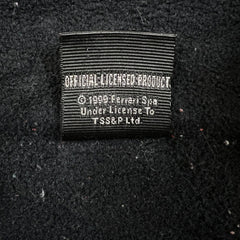 OFFICIAL LICENSED PRODUCT
© 1999 Ferrari Spa
Under License To
TSS&P Ltd.